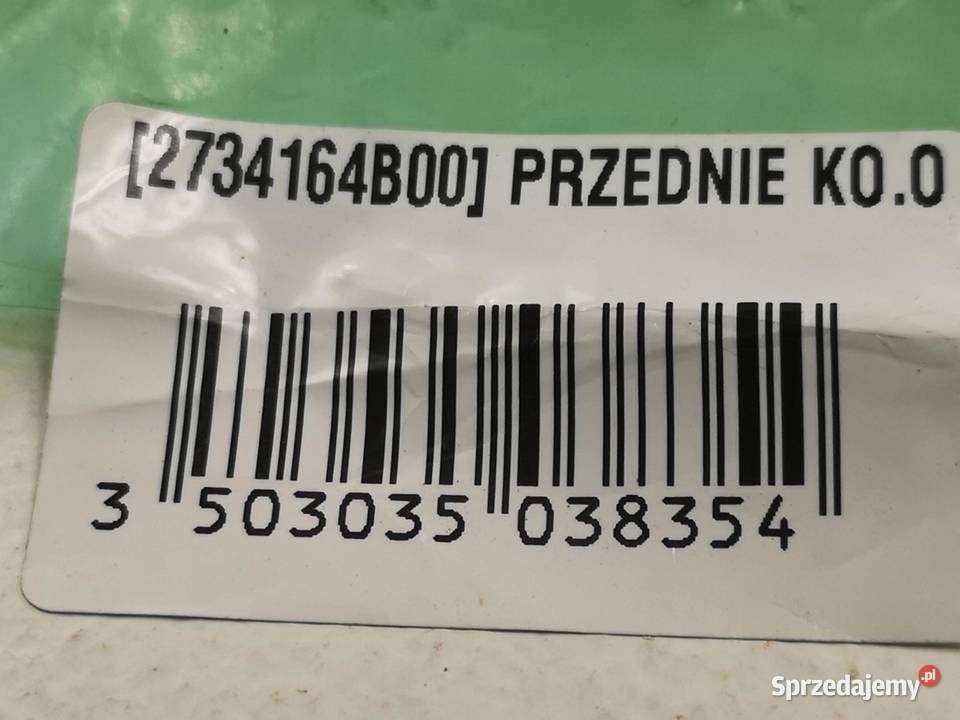 [2734164B00] PRZEDNIE KO.O
3 503035 038354
Sprzedajemy.pl